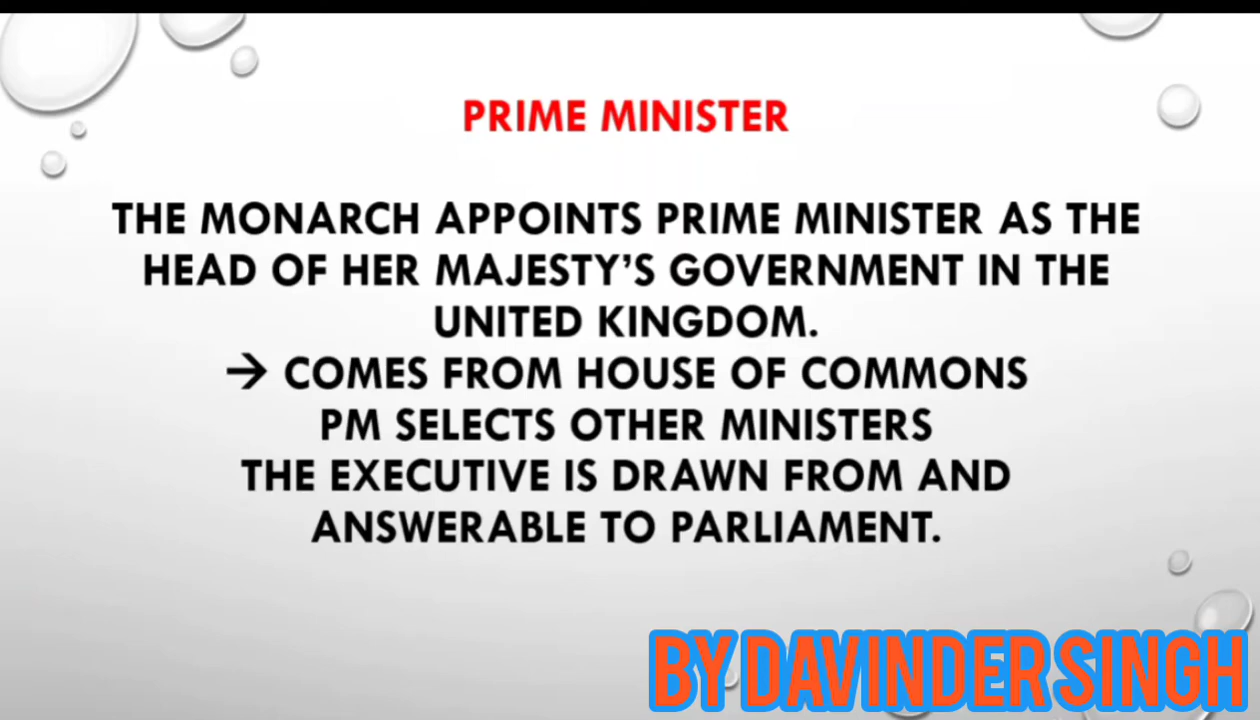 PRIME MINISTER
THE MONARCH APPOINTS PRIME MINISTER AS THE
HEAD OF HER MAJESTY’S GOVERNMENT IN THE
UNITED KINGDOM.
→ COMES FROM HOUSE OF COMMONS
PM SELECTS OTHER MINISTERS
THE EXECUTIVE IS DRAWN FROM AND
ANSWERABLE TO PARLIAMENT.
BY DAVINDER SINGH